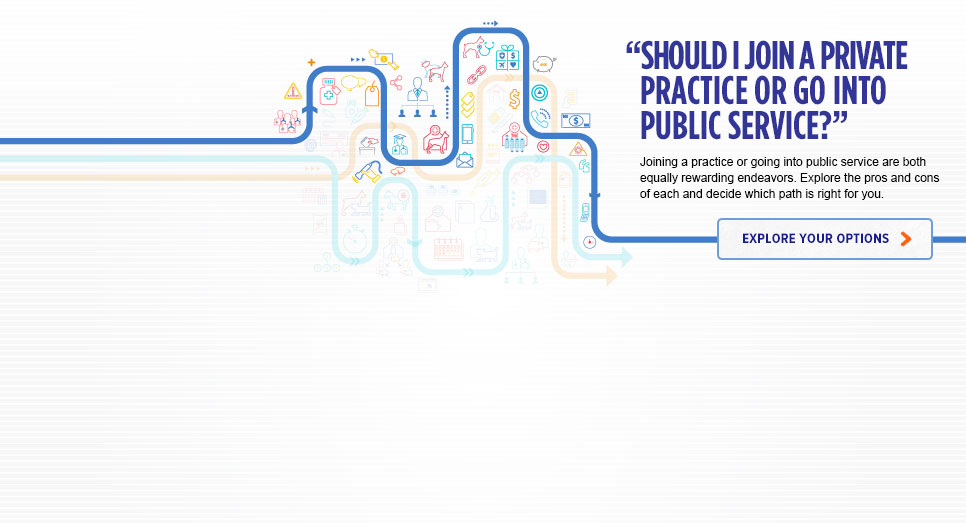 “SHOULD I JOIN A PRIVATE
PRACTICE OR GO INTO
PUBLIC SERVICE?”
Joining a practice or going into public service are both
equally rewarding endeavors. Explore the pros and cons
of each and decide which path is right for you.
EXPLORE YOUR OPTIONS